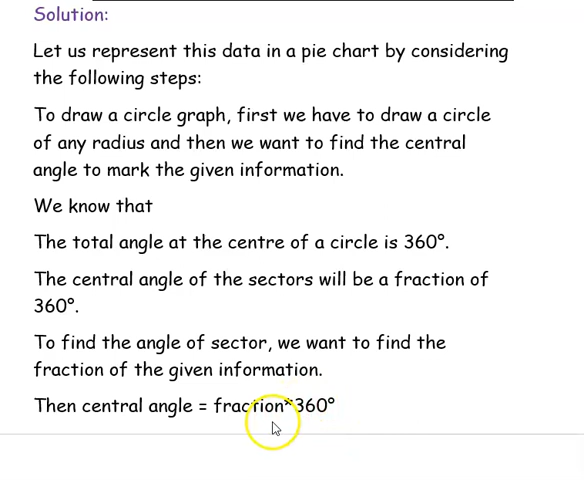 Solution:
Let us represent this data in a pie chart by considering
the following steps:
To draw a circle graph, first we have to draw a circle
of any radius and then we want to find the central
angle to mark the given information.
We know that
The total angle at the centre of a circle is 360°.
The central angle of the sectors will be a fraction of
360°.
To find the angle of sector, we want to find the
fraction of the given information.
Then central angle = fraction*360°